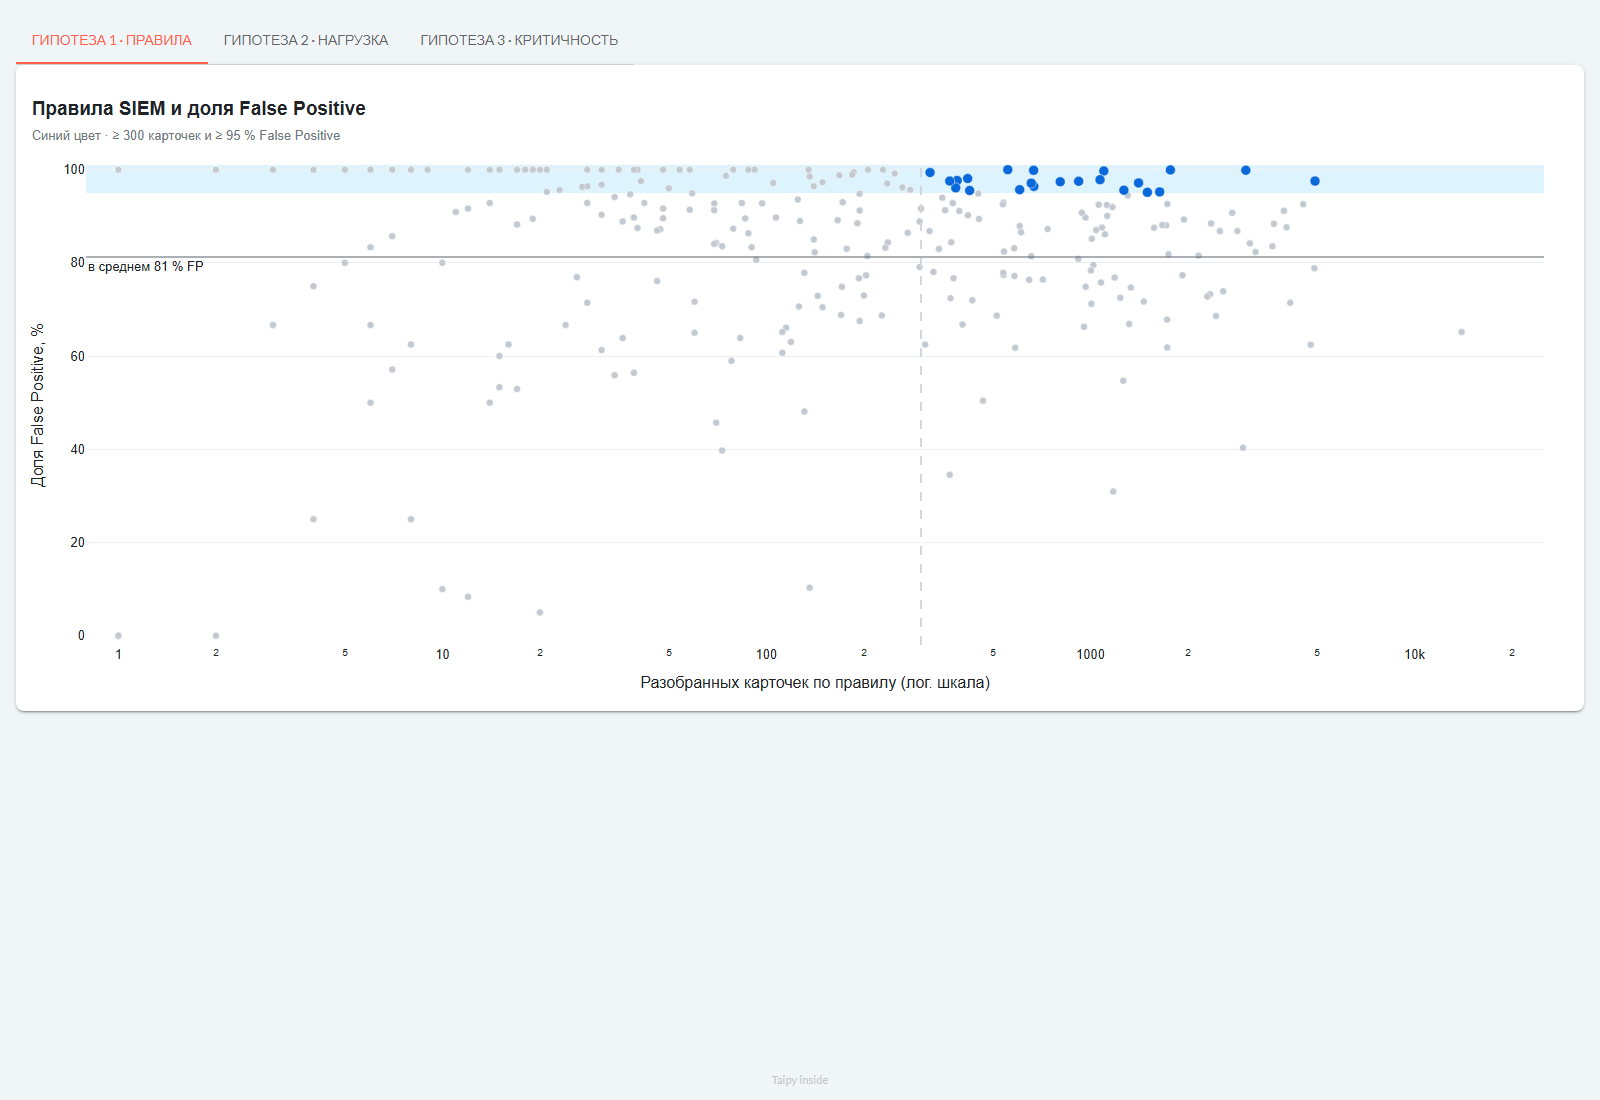 ГИПОТЕЗА 1 · ПРАВИЛА
ГИПОТЕЗА 2 · НАГРУЗКА
ГИПОТЕЗА 3 · КРИТИЧНОСТЬ
Правила SIEM и доля False Positive
Синий цвет · ≥ 300 карточек и ≥ 95 % False Positive
100
80
в среднем 81 % FP
60
40
20
0
Доля False Positive, %
1 2 5 10 2 5 100 2 5 1000 2 5 10k 2
Разобранных карточек по правилу (лог. шкала)
Taipy inside